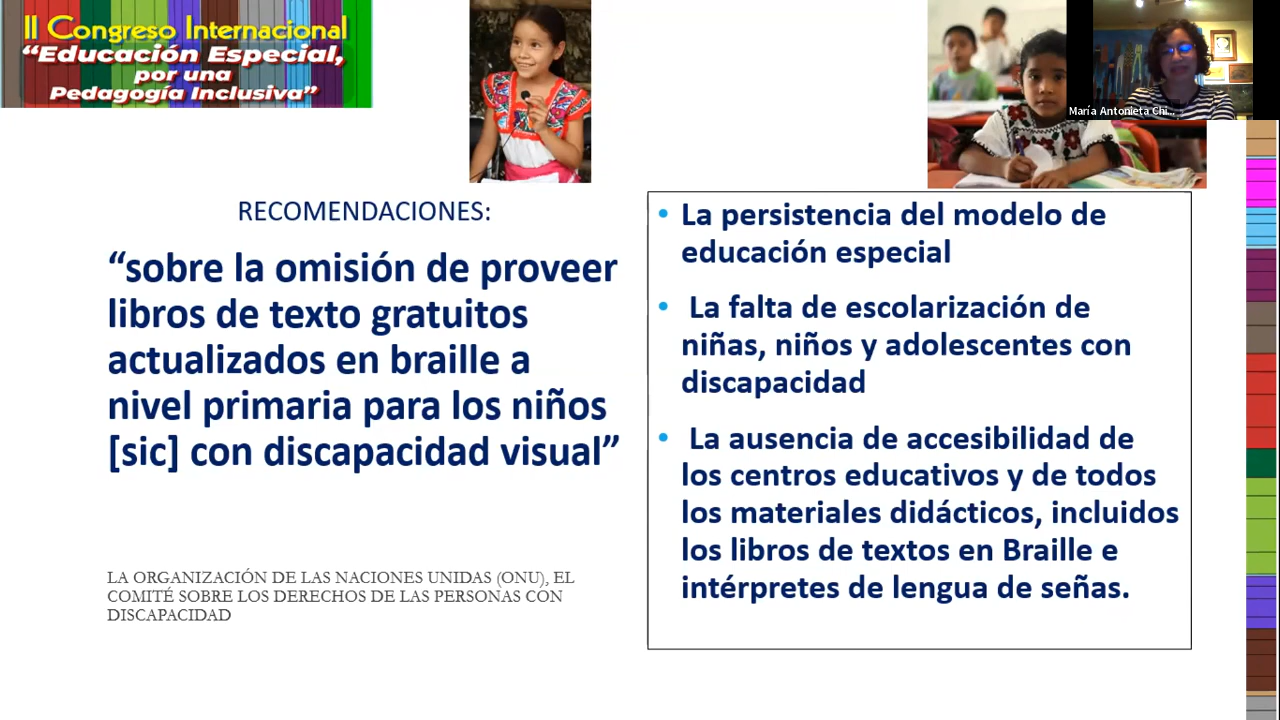 II Congreso Internacional
“Educación Especial,
por una
Pedagogía Inclusiva”
María Antonieta Chi...
RECOMENDACIONES:
“sobre la omisión de proveer
libros de texto gratuitos
actualizados en braille a
nivel primaria para los niños
[sic] con discapacidad visual”
LA ORGANIZACIÓN DE LAS NACIONES UNIDAS (ONU), EL
COMITÉ SOBRE LOS DERECHOS DE LAS PERSONAS CON
DISCAPACIDAD
• La persistencia del modelo de
educación especial
• La falta de escolarización de
niñas, niños y adolescentes con
discapacidad
• La ausencia de accesibilidad de
los centros educativos y de todos
los materiales didácticos, incluidos
los libros de textos en Braille e
intérpretes de lengua de señas.